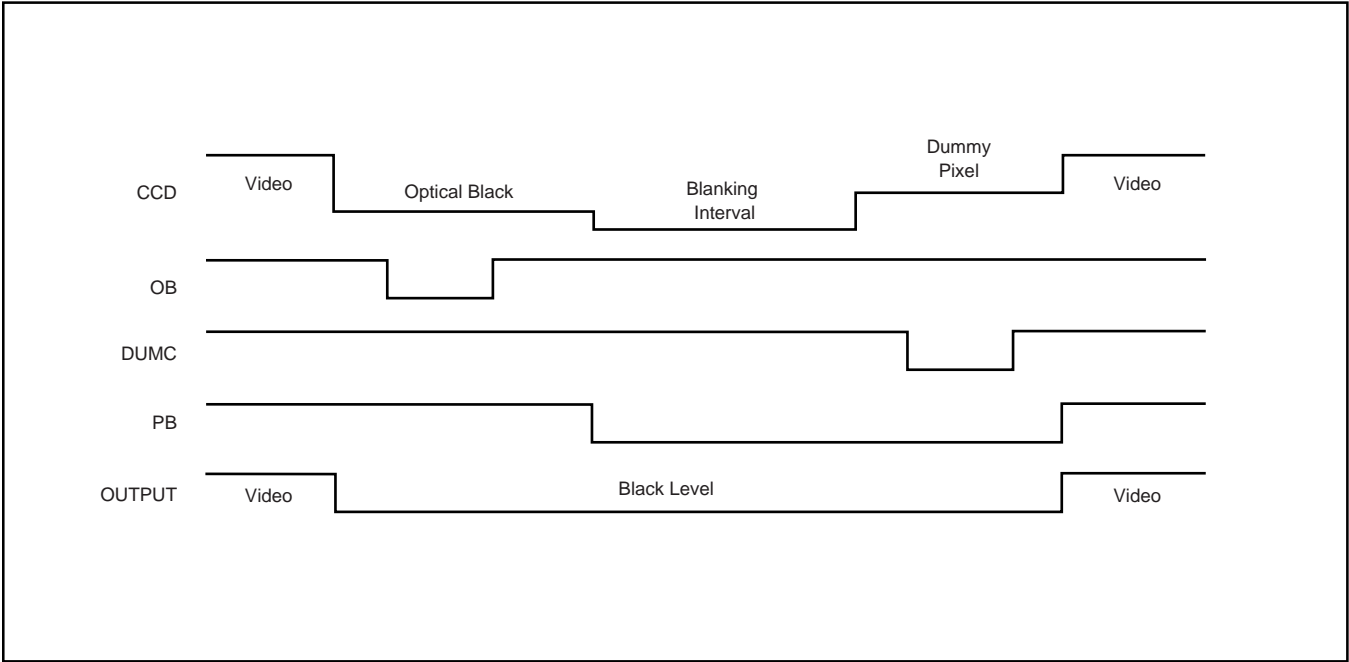 Dummy
Pixel
CCD
Video
Optical Black
Blanking
Interval
Video
OB
DUMC
PB
OUTPUT
Video
Black Level
Video